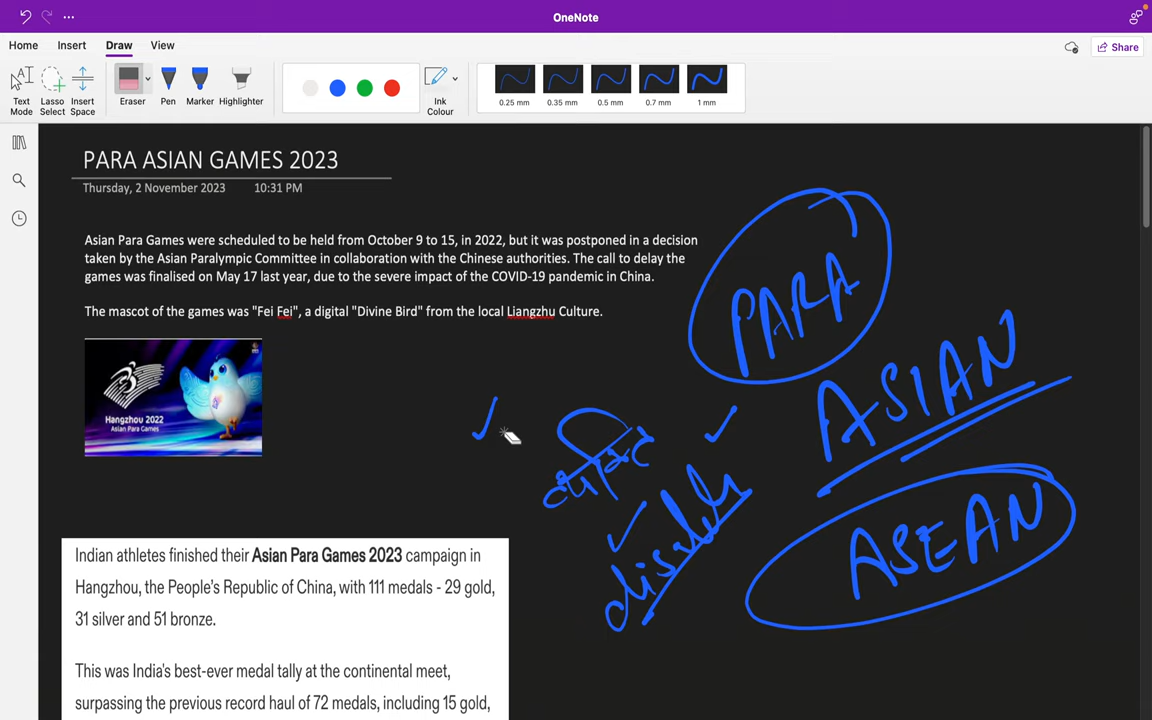 OneNote
Home
Insert
Draw
View
Share
Text
Mode
Lasso
Select
Insert
Space
Eraser
Pen
Marker
Highlighter
Ink
Colour
0.25 mm
0.35 mm
0.5 mm
0.7 mm
1 mm
PARA ASIAN GAMES 2023
Thursday, 2 November 2023 10:31 PM
Asian Para Games were scheduled to be held from October 9 to 15, in 2022, but it was postponed in a decision
taken by the Asian Paralympic Committee in collaboration with the Chinese authorities. The call to delay the
games was finalised on May 17 last year, due to the severe impact of the COVID-19 pandemic in China.
The mascot of the games was "Fei Fei", a digital "Divine Bird" from the local Liangzhu Culture.
Hangzhou 2022
Asian Para Games
PARA
ASIAN
ASEAN
Indian athletes finished their Asian Para Games 2023 campaign in
Hangzhou, the People's Republic of China, with 111 medals - 29 gold,
31 silver and 51 bronze.
This was India's best-ever medal tally at the continental meet,
surpassing the previous record haul of 72 medals, including 15 gold,